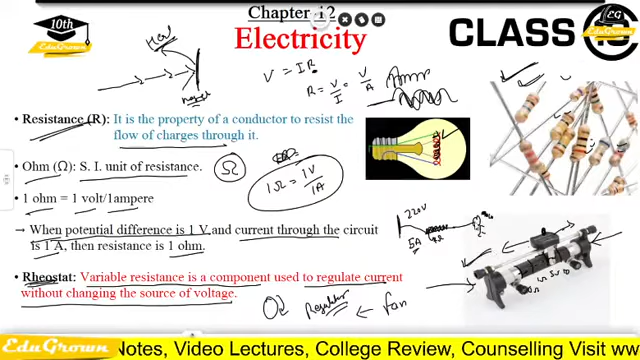 10th
EduGrown
Chapter 12
Electricity
CLASS 10
EG
EduGrown
V = IR
R = V/I = V/A
Resistance (R): It is the property of a conductor to resist the
flow of charges through it.
Ohm (Ω): S. I. unit of resistance.
Ω
1Ω = 1V/1A
1 ohm = 1 volt/1ampere
→ When potential difference is 1 V and current through the circuit
is 1 A, then resistance is 1 ohm.
220V
5A
Rheostat: Variable resistance is a component used to regulate current
without changing the source of voltage.
Regulator ← fan
EduGrown
Notes, Video Lectures, College Review, Counselling Visit ww